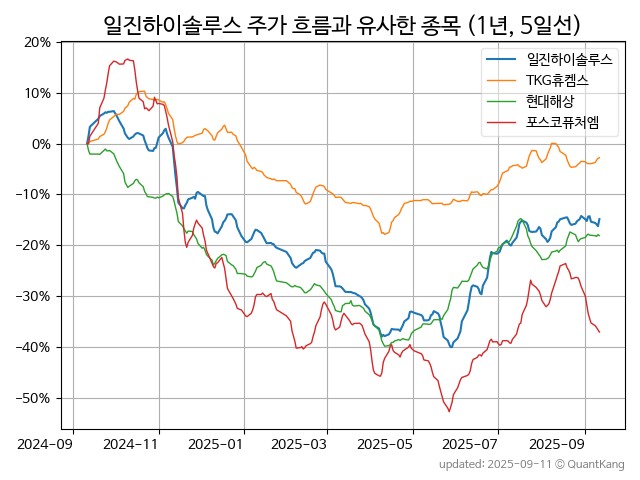 일진하이솔루스 주가 흐름과 유사한 종목 (1년, 5일선)
일진하이솔루스
TKG휴켐스
현대해상
포스코퓨처엠
20%
10%
0%
−10%
−20%
−30%
−40%
−50%
2024-09
2024-11
2025-01
2025-03
2025-05
2025-07
2025-09
updated: 2025-09-11 © QuantKang